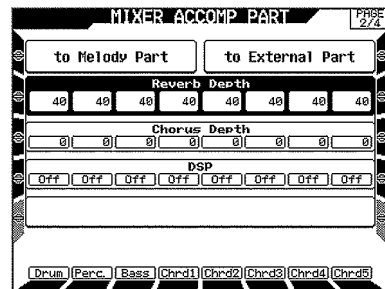 MIXER ACCOMP PART
PAGE
2/4
to Melody Part to External Part
Reverb Depth
40 40 40 40 40 40 40 40
Chorus Depth
0 0 0 0 0 0 0 0
DSP
Off Off Off Off Off Off Off Off
Drum Perc. Bass Chrd1 Chrd2 Chrd3 Chrd4 Chrd5